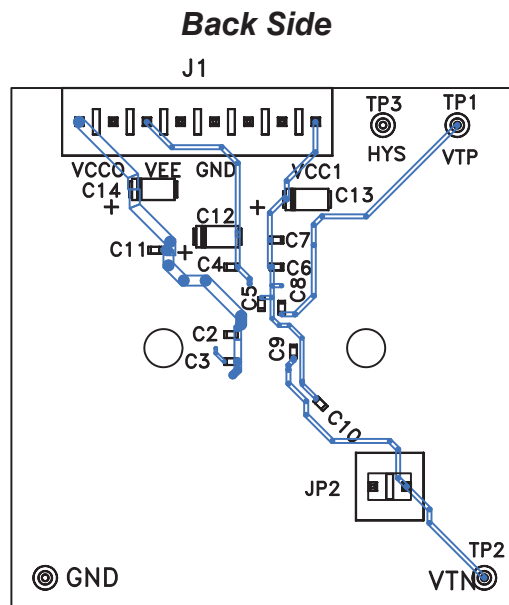 Back Side
J1
TP3
TP1
HYS
VTP
VCCO VEE GND VCC1
C14
C13
+
+
C12
C7
C11
+
C4
C6
C8
C5
C2
C9
C3
C10
JP2
TP2
GND
VTN